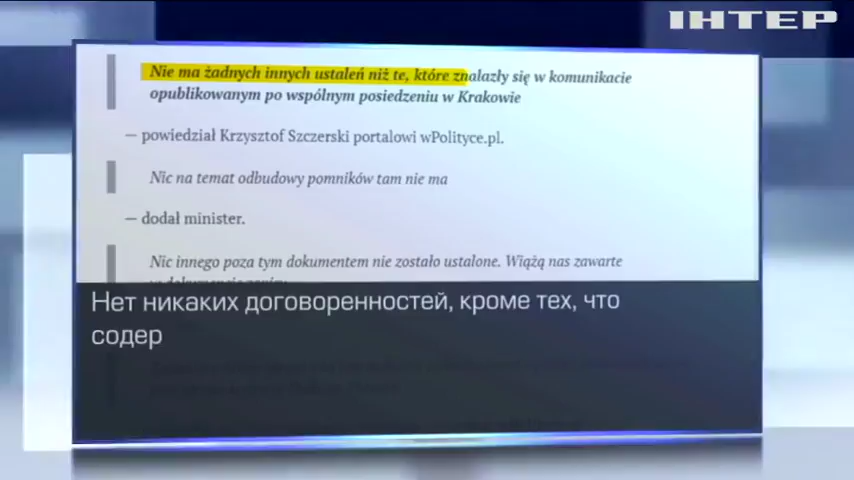 ІНТЕР
Nie ma żadnych innych ustaleń niż te, które znalazły się w komunikacie
opublikowanym po wspólnym posiedzeniu w Krakowie
— powiedział Krzysztof Szczerski portalowi wPolityce.pl.
Nic na temat odbudowy pomników tam nie ma
— dodał minister.
Nic innego poza tym dokumentem nie zostało ustalone. Wiążą nas zawarte
Нет никаких договоренностей, кроме тех, что
содер